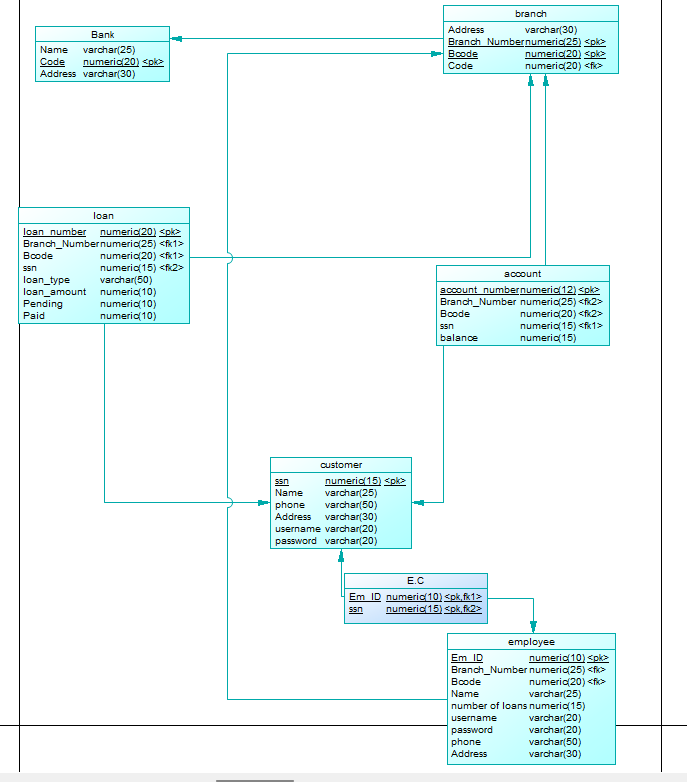 Bank
Name varchar(25)
Code numeric(20) <pk>
Address varchar(30)
branch
Address varchar(30)
Branch_Number numeric(25) <pk>
Bcode numeric(20) <pk>
Code numeric(20) <fk>
loan
loan_number numeric(20) <pk>
Branch_Number numeric(25) <fk1>
Bcode numeric(20) <fk1>
ssn numeric(15) <fk2>
loan_type varchar(50)
loan_amount numeric(10)
Pending numeric(10)
Paid numeric(10)
account
account_number numeric(12) <pk>
Branch_Number numeric(25) <fk2>
Bcode numeric(20) <fk2>
ssn numeric(15) <fk1>
balance numeric(15)
customer
ssn numeric(15) <pk>
Name varchar(25)
phone varchar(50)
Address varchar(30)
username varchar(20)
password varchar(20)
E.C
Em_ID numeric(10) <pk,fk1>
ssn numeric(15) <pk,fk2>
employee
Em_ID numeric(10) <pk>
Branch_Number numeric(25) <fk>
Bcode numeric(20) <fk>
Name varchar(25)
number of loans numeric(15)
username varchar(20)
password varchar(20)
phone varchar(50)
Address varchar(30)